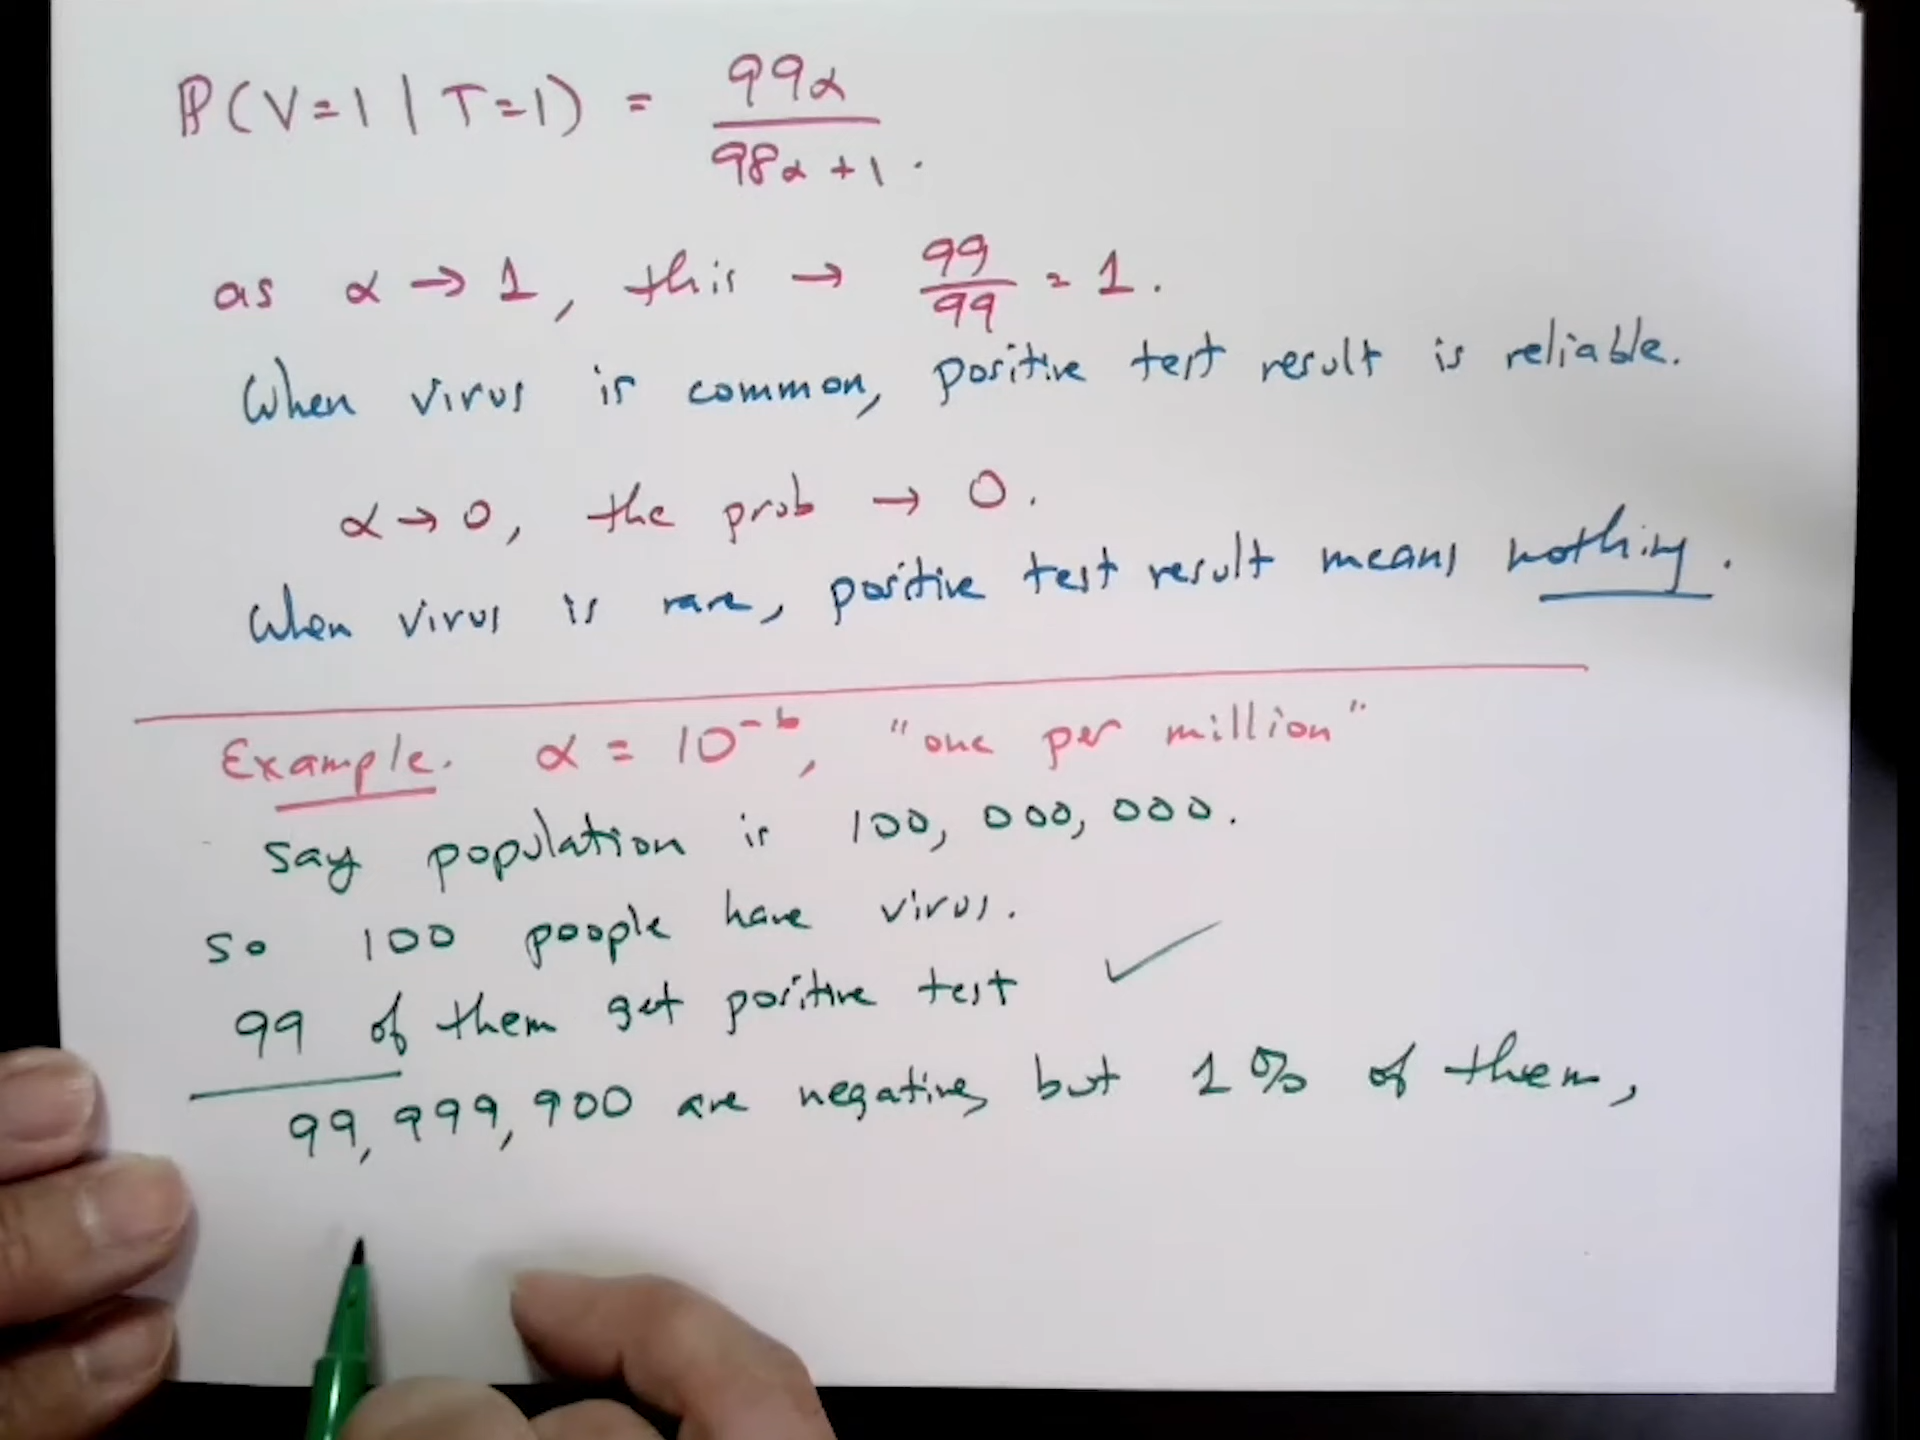 ℙ(V=1 | T=1) = 99α / 98α + 1 .
as α → 1, this → 99/99 = 1.
When virus is common, positive test result is reliable.
α → 0, the prob → 0.
When virus is rare, positive test result means nothing.
Example. α = 10⁻⁶, "one per million"
Say population is 100,000,000.
So 100 poople have virus.
99 of them get positive test ✓
99,999,900 are negative, but 1% of them,